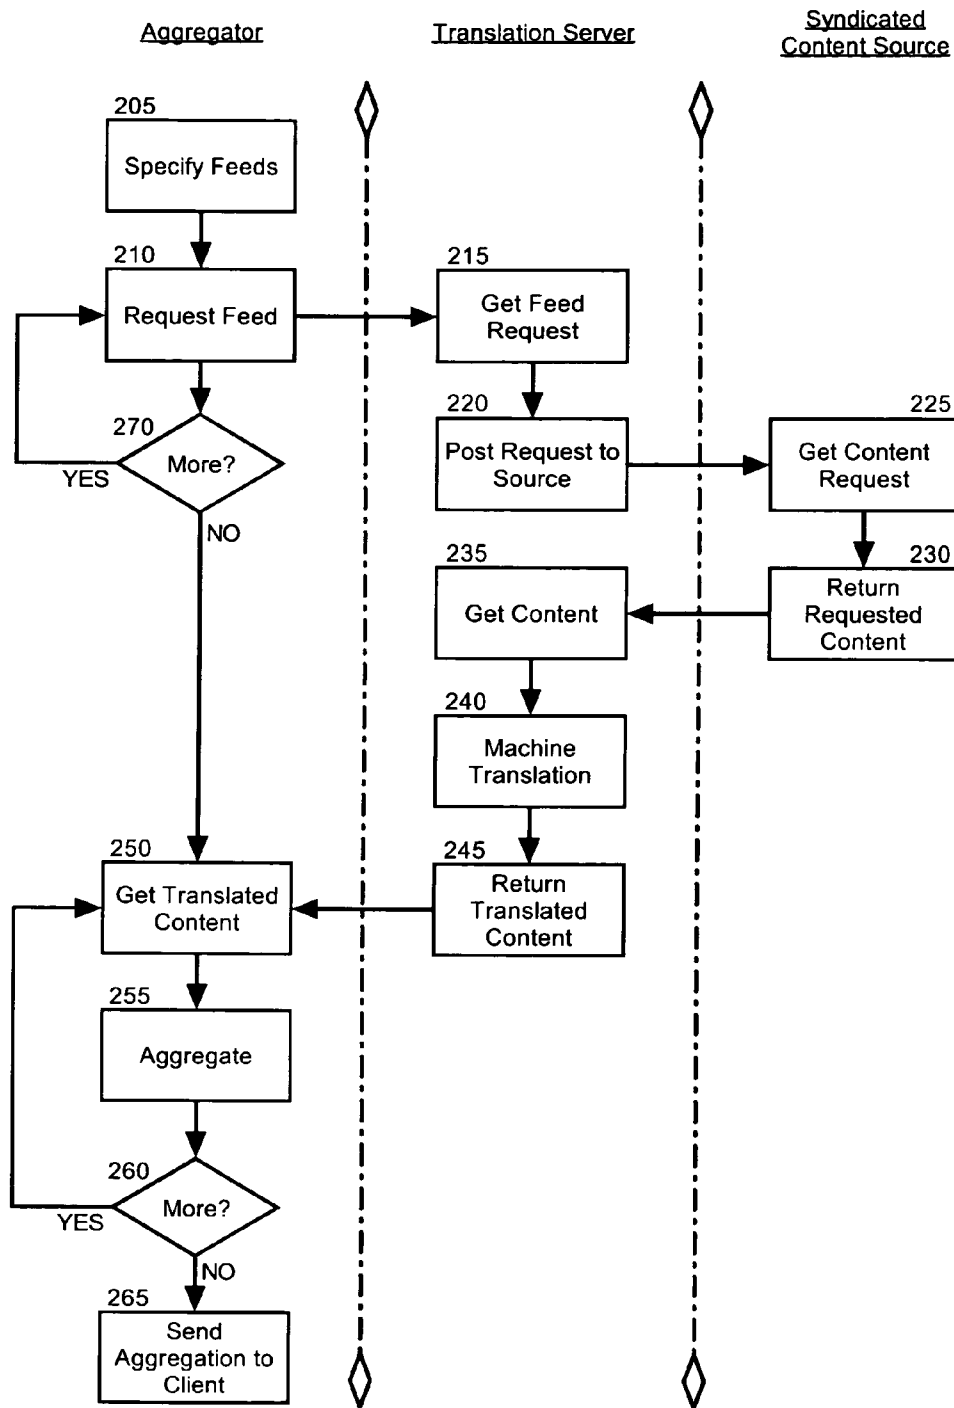 Aggregator
Translation Server
Syndicated
Content Source
205
Specify Feeds
210
Request Feed
215
Get Feed
Request
270
More?
YES
NO
220
Post Request to
Source
225
Get Content
Request
230
Return
Requested
Content
235
Get Content
240
Machine
Translation
245
Return
Translated
Content
250
Get Translated
Content
255
Aggregate
260
More?
YES
NO
265
Send
Aggregation to
Client